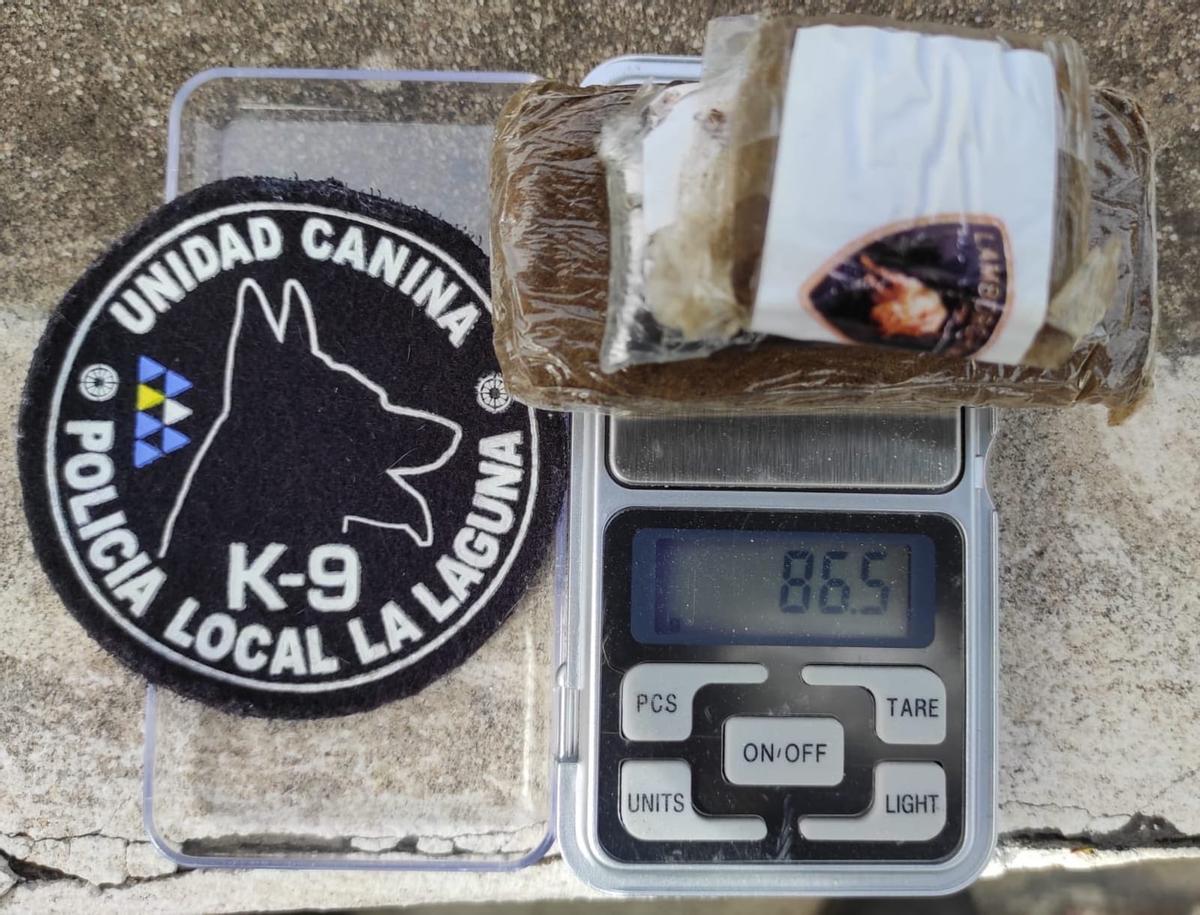 UNIDAD CANINA
K-9
POLICIA LOCAL LA LAGUNA
86.5
PCS
TARE
ON/OFF
UNITS
LIGHT